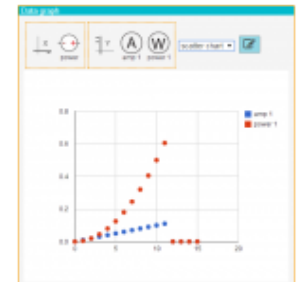 Data graph
X
power
Y
A
amp 1
W
power 1
scatter chart
0.8
0.6
0.4
0.2
0.0
0
5
10
15
20
amp 1
power 1